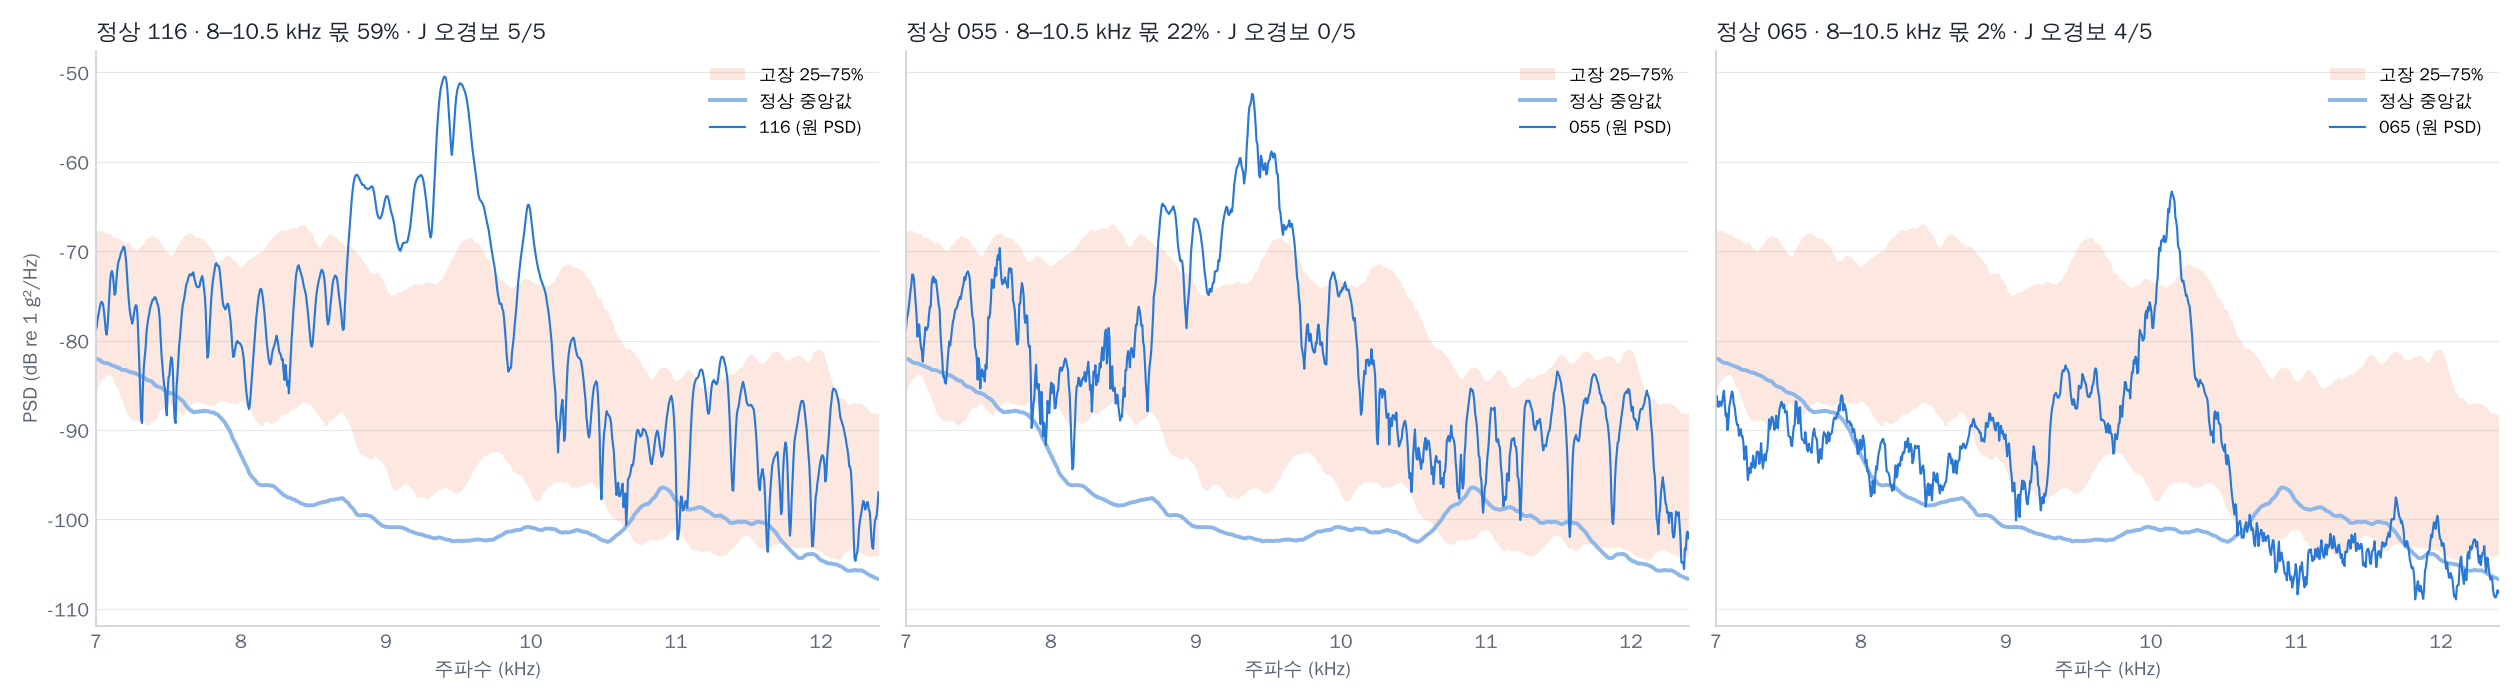 정상 116 · 8–10.5 kHz 몫 59% · J 오경보 5/5
고장 25–75%
정상 중앙값
116 (원 PSD)
PSD (dB re 1 g²/Hz)
-50
-60
-70
-80
-90
-100
-110
7 8 9 10 11 12
주파수 (kHz)
정상 055 · 8–10.5 kHz 몫 22% · J 오경보 0/5
고장 25–75%
정상 중앙값
055 (원 PSD)
7 8 9 10 11 12
주파수 (kHz)
정상 065 · 8–10.5 kHz 몫 2% · J 오경보 4/5
고장 25–75%
정상 중앙값
065 (원 PSD)
7 8 9 10 11 12
주파수 (kHz)